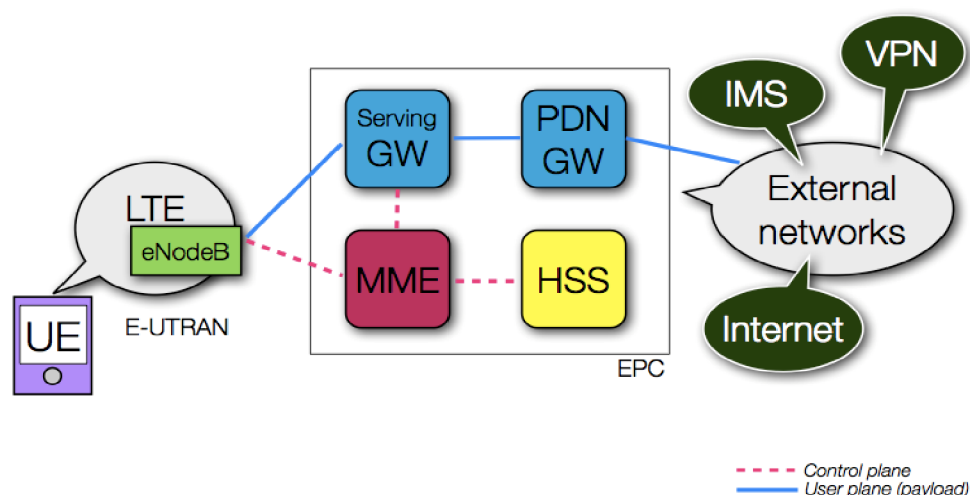 VPN
IMS
Serving
GW
PDN
GW
External
networks
LTE
eNodeB
MME
HSS
UE
E-UTRAN
Internet
EPC
Control plane
User plane (payload)